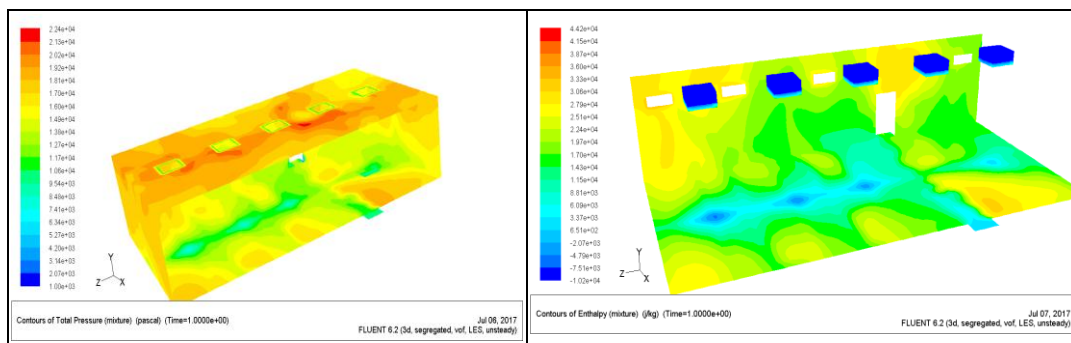 2.24e+04
2.13e+04
2.02e+04
1.92e+04
1.81e+04
1.70e+04
1.60e+04
1.49e+04
1.39e+04
1.28e+04
1.17e+04
1.06e+04
9.54e+03
8.48e+03
7.41e+03
6.34e+03
5.27e+03
4.20e+03
3.14e+03
2.07e+03
1.00e+03
Y
Z X
Contours of Total Pressure (mixture) (pascal) (Time=1.0000e+00)
Jul 06, 2017
FLUENT 6.2 (3d, segregated, vof, LES, unsteady)
4.42e+04
4.15e+04
3.87e+04
3.60e+04
3.33e+04
3.06e+04
2.79e+04
2.51e+04
2.24e+04
1.97e+04
1.70e+04
1.43e+04
1.15e+04
8.81e+03
6.09e+03
3.37e+03
6.51e+02
-2.07e+03
-4.79e+03
-7.51e+03
-1.02e+04
Y
Z X
Contours of Enthalpy (mixture) (j/kg) (Time=1.0000e+00)
Jul 07, 2017
FLUENT 6.2 (3d, segregated, vof, LES, unsteady)